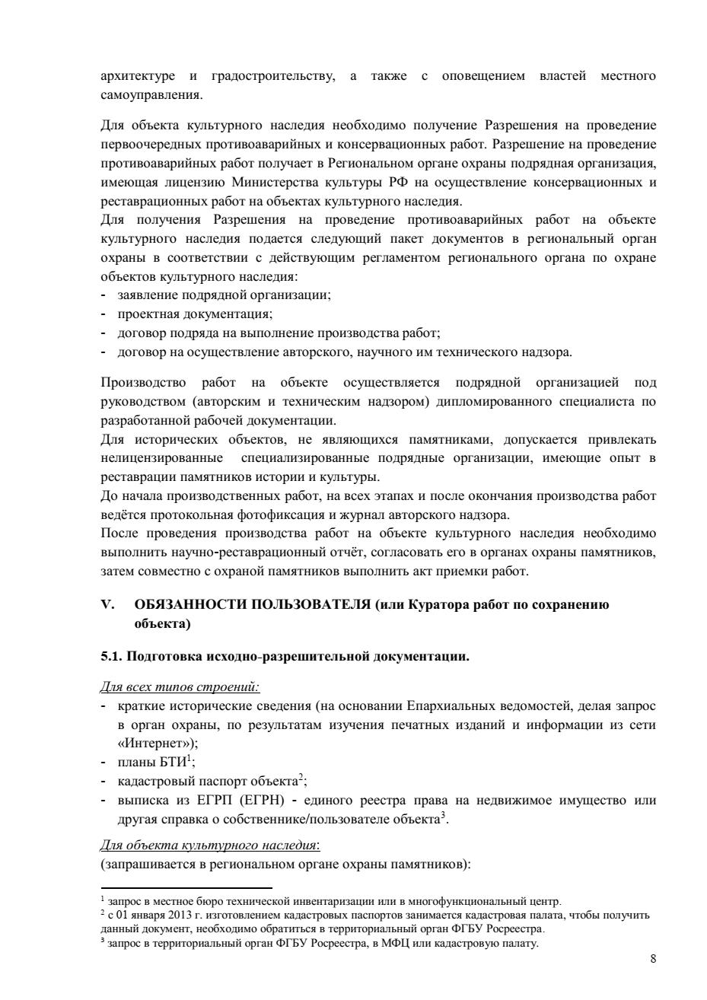 архитектуре и градостроительству, а также с оповещением властей местного
самоуправления.
Для объекта культурного наследия необходимо получение Разрешения на проведение
первоочередных противоаварийных и консервационных работ. Разрешение на проведение
противоаварийных работ получает в Региональном органе охраны подрядная организация,
имеющая лицензию Министерства культуры РФ на осуществление консервационных и
реставрационных работ на объектах культурного наследия.
Для получения Разрешения на проведение противоаварийных работ на объекте
культурного наследия подается следующий пакет документов в региональный орган
охраны в соответствии с действующим регламентом регионального органа по охране
объектов культурного наследия:
- заявление подрядной организации;
- проектная документация;
- договор подряда на выполнение производства работ;
- договор на осуществление авторского, научного им технического надзора.
Производство работ на объекте осуществляется подрядной организацией под
руководством (авторским и техническим надзором) дипломированного специалиста по
разработанной рабочей документации.
Для исторических объектов, не являющихся памятниками, допускается привлекать
нелицензированные специализированные подрядные организации, имеющие опыт в
реставрации памятников истории и культуры.
До начала производственных работ, на всех этапах и после окончания производства работ
ведётся протокольная фотофиксация и журнал авторского надзора.
После проведения производства работ на объекте культурного наследия необходимо
выполнить научно-реставрационный отчёт, согласовать его в органах охраны памятников,
затем совместно с охраной памятников выполнить акт приемки работ.
V. ОБЯЗАННОСТИ ПОЛЬЗОВАТЕЛЯ (или Куратора работ по сохранению
объекта)
5.1. Подготовка исходно-разрешительной документации.
Для всех типов строений:
- краткие исторические сведения (на основании Епархиальных ведомостей, делая запрос
в орган охраны, по результатам изучения печатных изданий и информации из сети
«Интернет»);
- планы БТИ¹;
- кадастровый паспорт объекта²;
- выписка из ЕГРП (ЕГРН) - единого реестра права на недвижимое имущество или
другая справка о собственнике/пользователе объекта³.
Для объекта культурного наследия:
(запрашивается в региональном органе охраны памятников):
¹ запрос в местное бюро технической инвентаризации или в многофункциональный центр.
² с 01 января 2013 г. изготовлением кадастровых паспортов занимается кадастровая палата, чтобы получить
данный документ, необходимо обратиться в территориальный орган ФГБУ Росреестра.
³ запрос в территориальный орган ФГБУ Росреестра, в МФЦ или кадастровую палату.
8